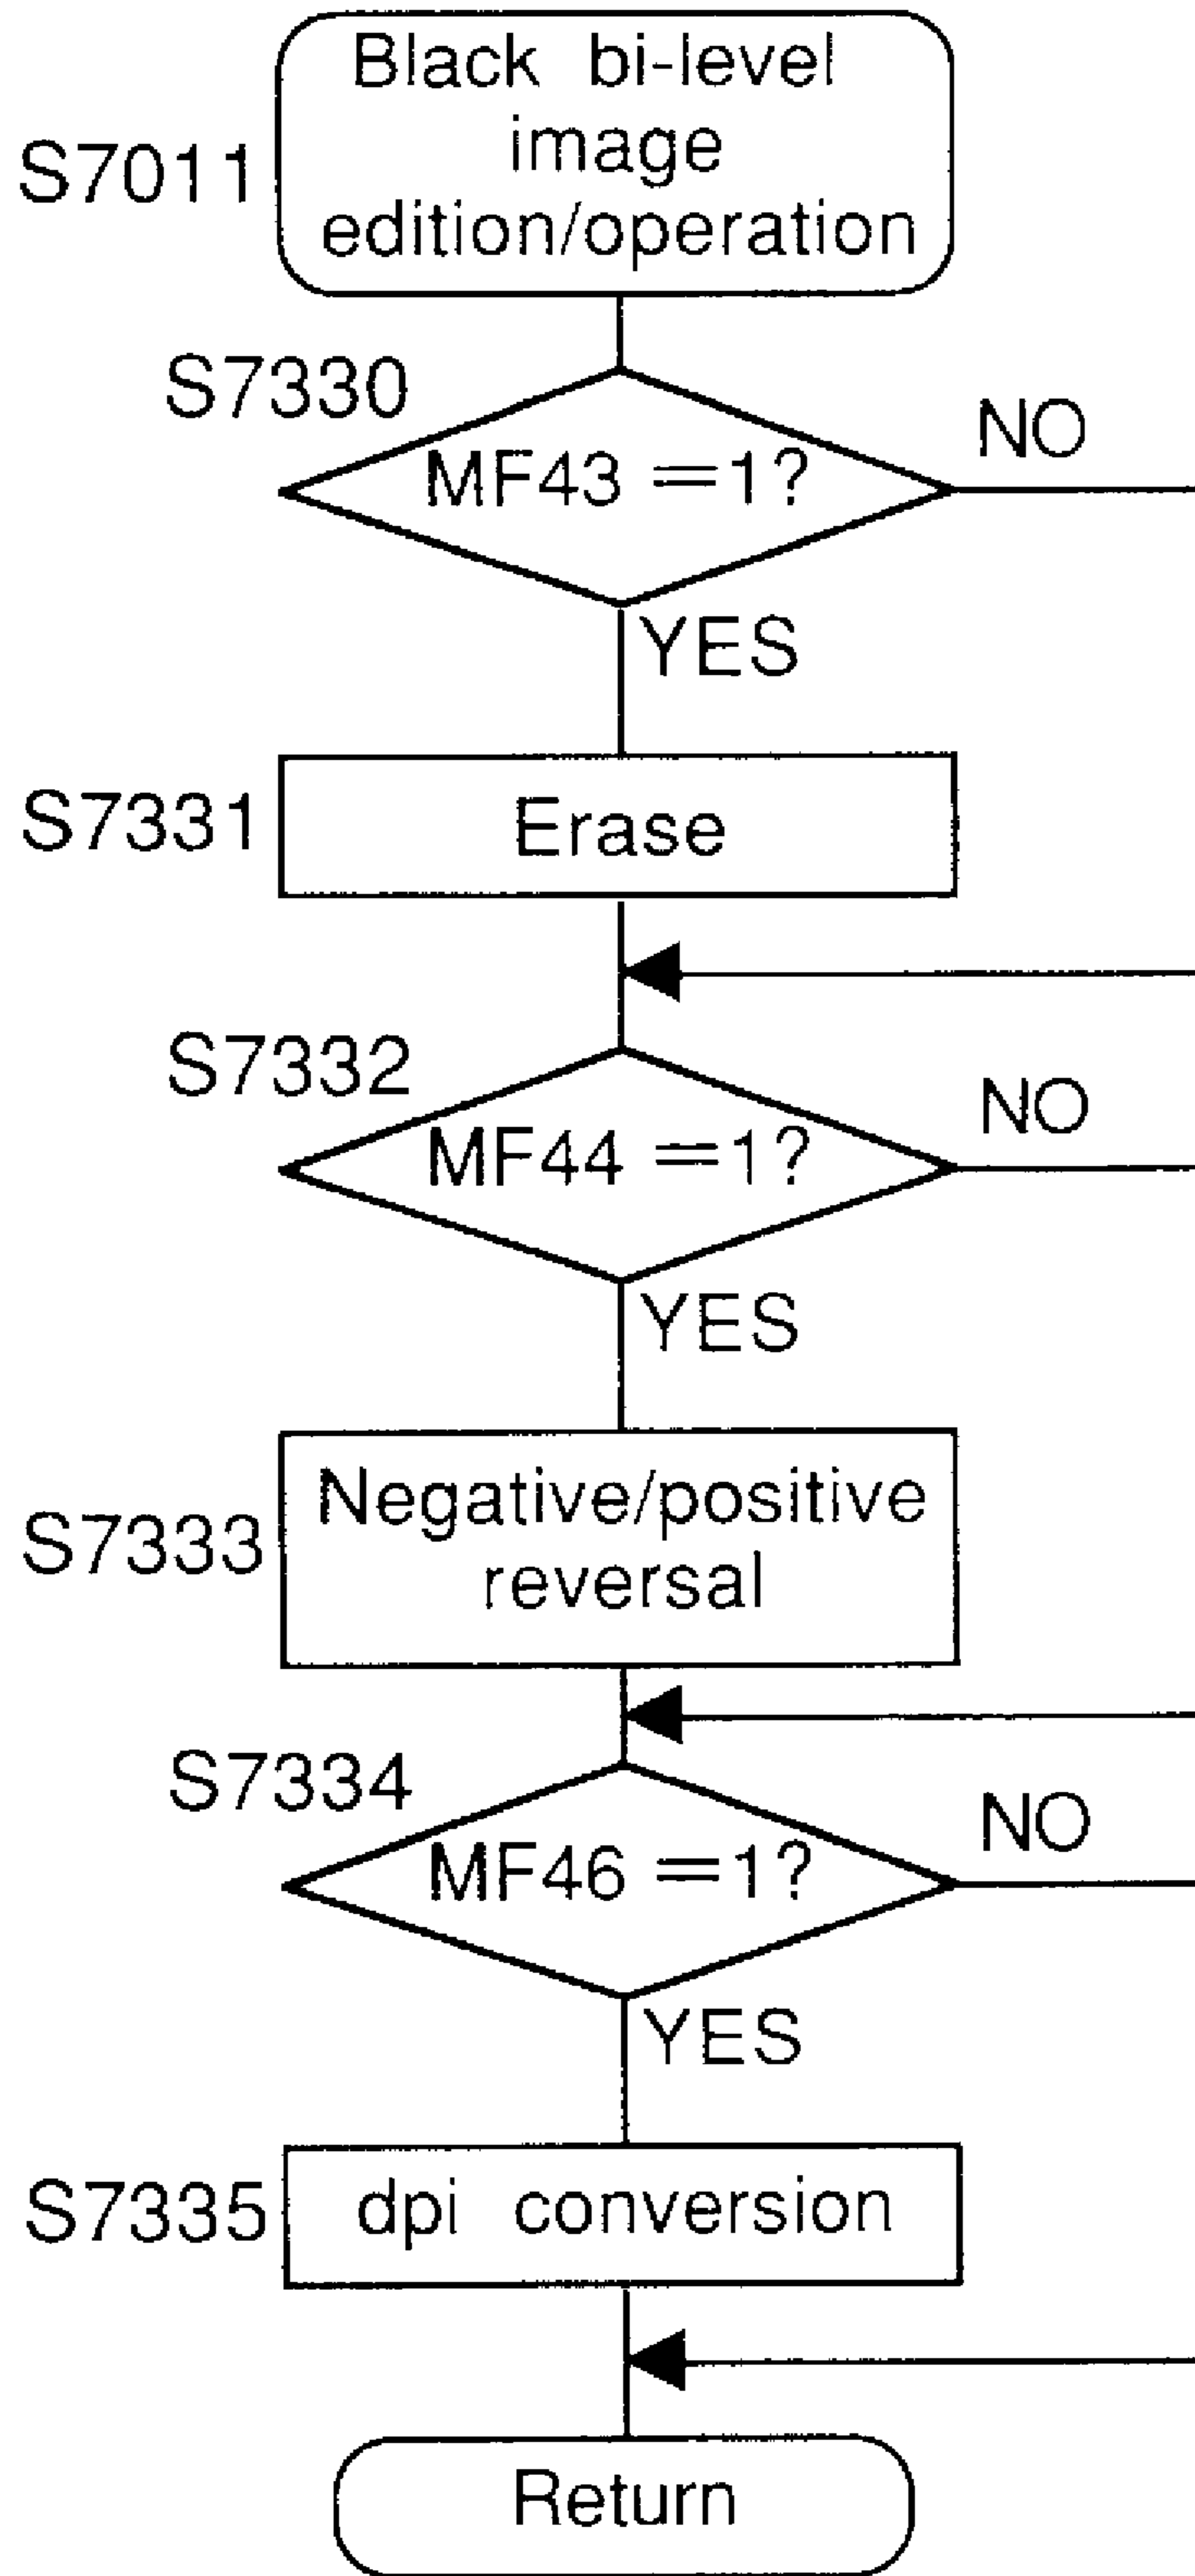 Black bi-level
image
S7011
edition/operation
S7330
NO
MF43 =1?
YES
S7331
Erase
S7332
NO
MF44 =1?
YES
Negative/positive
S7333
reversal
S7334
NO
MF46 =1?
YES
S7335
dpi conversion
Return